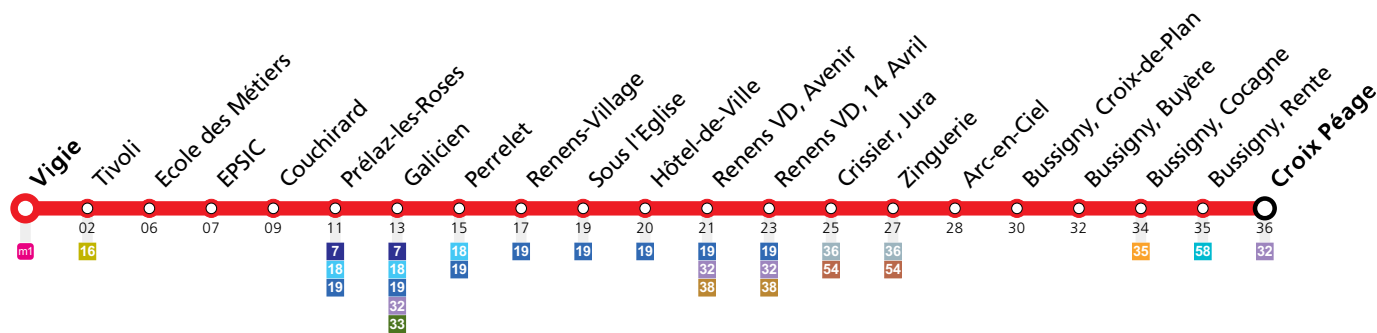 Vigie
Tivoli
Ecole des Métiers
EPSIC
Couchirard
Prélaz-les-Roses
Galicien
Perrelet
Renens-Village
Sous l'Eglise
Hôtel-de-Ville
Renens VD, Avenir
Renens VD, 14 Avril
Crissier, Jura
Zinguerie
Arc-en-Ciel
Bussigny, Croix-de-Plan
Bussigny, Buyère
Bussigny, Cocagne
Bussigny, Rente
Croix Péage
02 06 07 09 11 13 15 17 19 20 21 23 25 27 28 30 32 34 35 36
m1 16 7 7 18 19 19 19 19 19 36 36 35 58 32
18 18 19 32 32 54 54
19 19 38 38
32
33